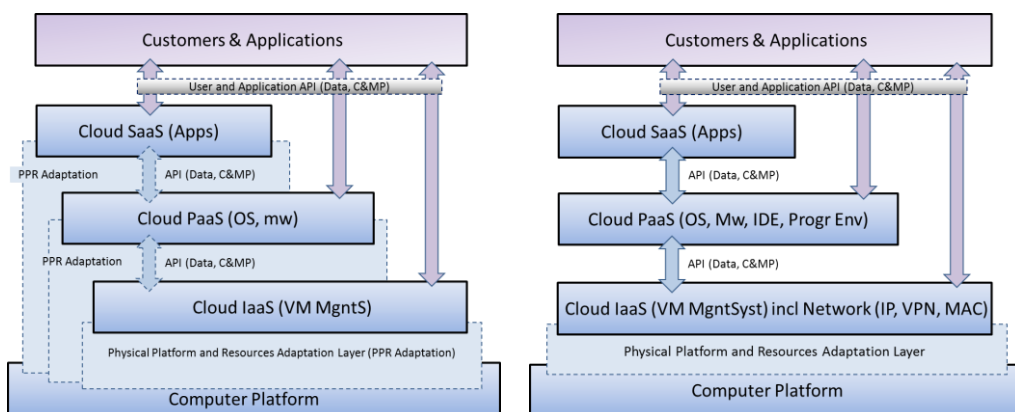 Customers & Applications
User and Application API (Data, C&MP)
Cloud SaaS (Apps)
PPR Adaptation
API (Data, C&MP)
Cloud PaaS (OS, mw)
PPR Adaptation
API (Data, C&MP)
Cloud IaaS (VM MgntS)
Physical Platform and Resources Adaptation Layer (PPR Adaptation)
Computer Platform
Customers & Applications
User and Application API (Data, C&MP)
Cloud SaaS (Apps)
API (Data, C&MP)
Cloud PaaS (OS, Mw, IDE, Progr Env)
API (Data, C&MP)
Cloud IaaS (VM MgntSyst) incl Network (IP, VPN, MAC)
Physical Platform and Resources Adaptation Layer
Computer Platform